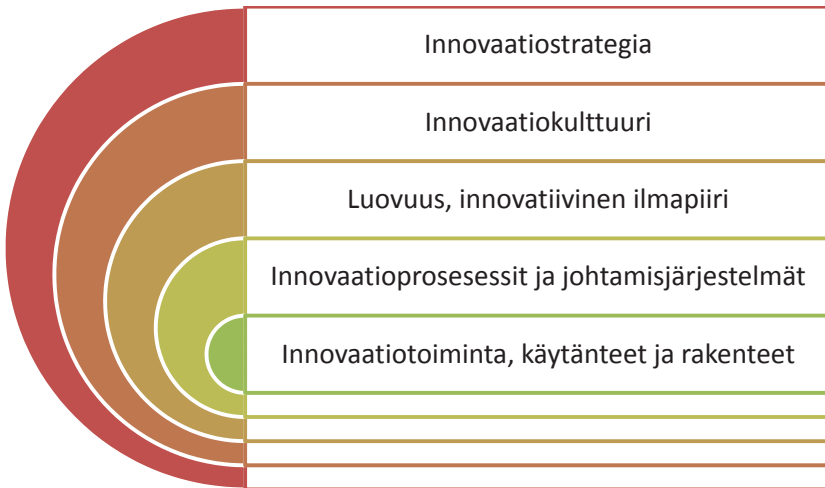 Innovaatiostrategia
Innovaatiokulttuuri
Luovuus, innovatiivinen ilmapiiri
Innovaatioprosesessit ja johtamisjärjestelmät
Innovaatiotoiminta, käytänteet ja rakenteet